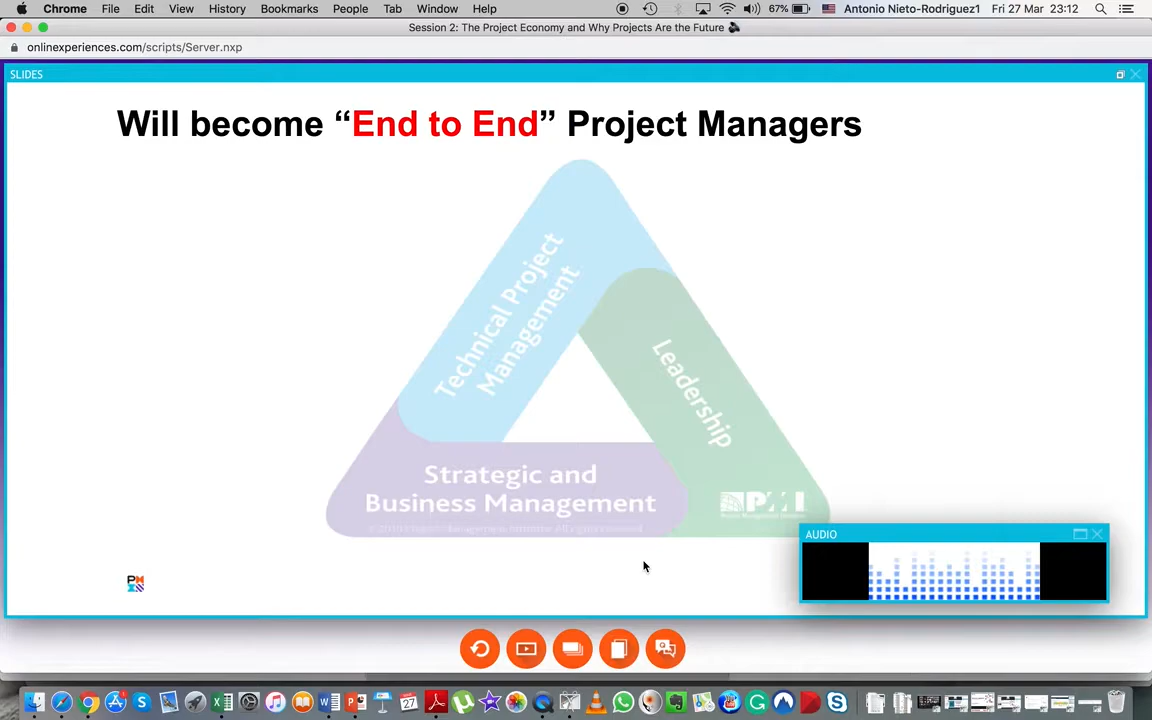 Chrome File Edit View History Bookmarks People Tab Window Help 67% Antonio Nieto-Rodriguez1 Fri 27 Mar 23:12
Session 2: The Project Economy and Why Projects Are the Future
onlinexperiences.com/scripts/Server.nxp
SLIDES
Will become “End to End” Project Managers
Technical Project
Management
Leadership
Strategic and
Business Management
PMI
AUDIO